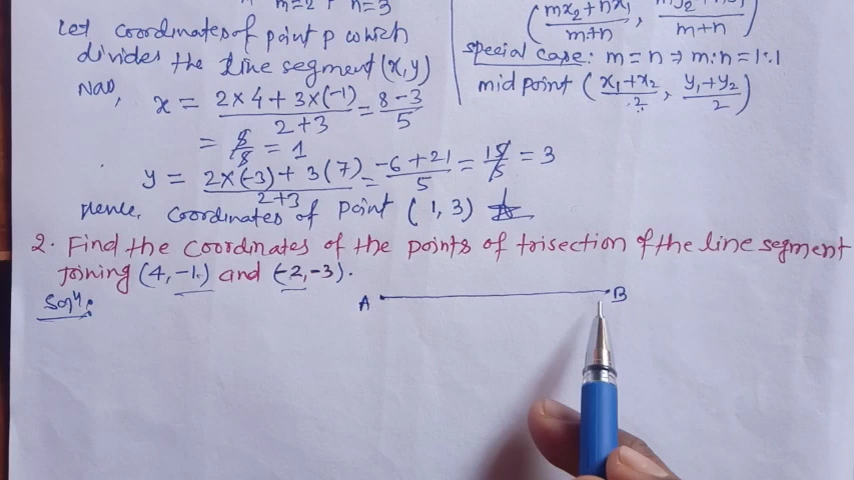 m=2, n=3
(mx2+nx1/m+n, /m+n)
Let coordinates of point p which
divides the line segment (x,y)
special case: m=n ⇒ m:n=1:1
mid point (x1+x2/2, y1+y2/2)
Now,
x = 2×4+3×(-1)/2+3 = 8-3/5
= 5/5 = 1
y = 2×(-3)+3(7)/2+3 = -6+21/5 = 15/5 = 3
Hence, coordinates of point (1,3)
2. Find the coordinates of the points of trisection of the line segment
joining (4,-1) and (-2,-3).
Solⁿ:
A B